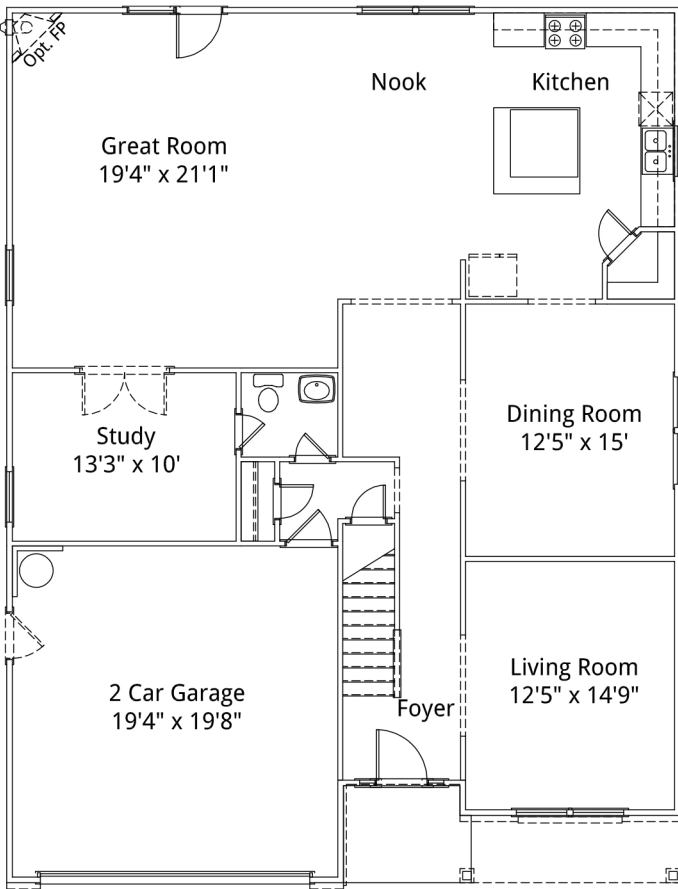 Opt. FP
Nook
Kitchen
Great Room
19'4" x 21'1"
Study
13'3" x 10'
Dining Room
12'5" x 15'
2 Car Garage
19'4" x 19'8"
Foyer
Living Room
12'5" x 14'9"